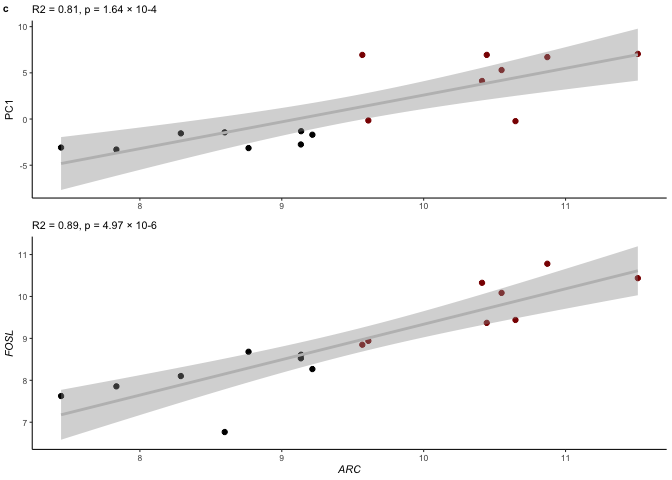 c
R2 = 0.81, p = 1.64 × 10-4
10
5
0
-5
PC1
8 9 10 11
R2 = 0.89, p = 4.97 × 10-6
11
10
9
8
7
FOSL
8 9 10 11
ARC